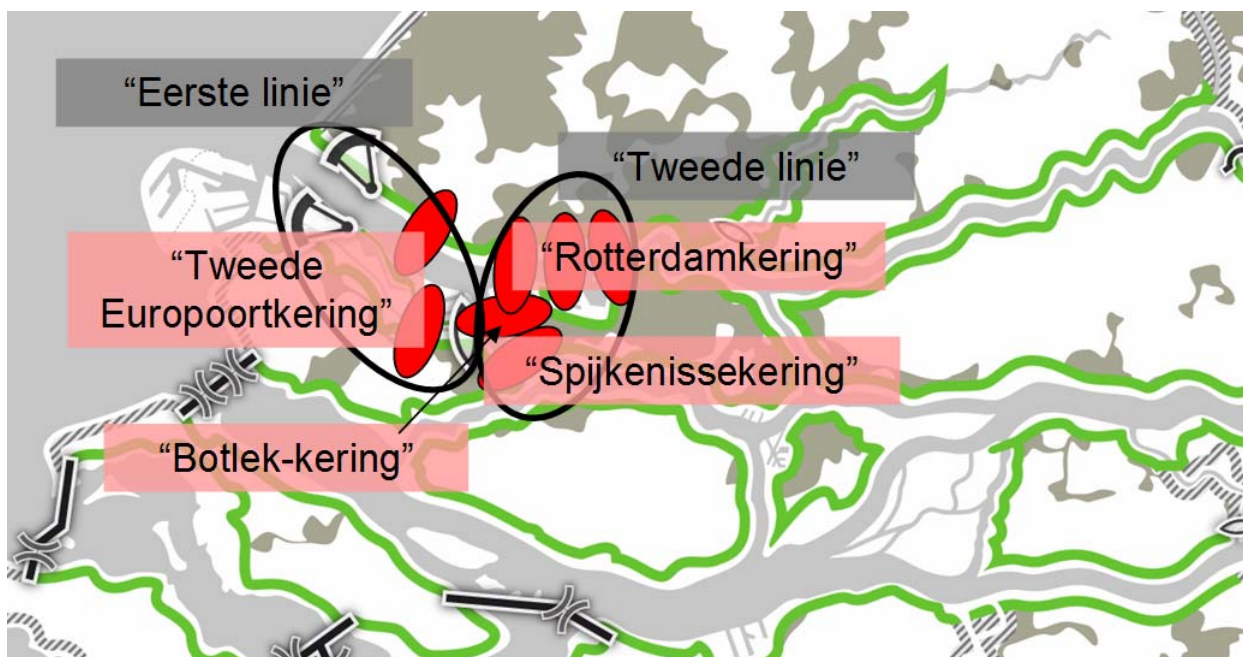 “Eerste linie”
“Tweede linie”
“Tweede
Europoortkering”
“Rotterdamkering”
“Spijkenissekering”
“Botlek-kering”